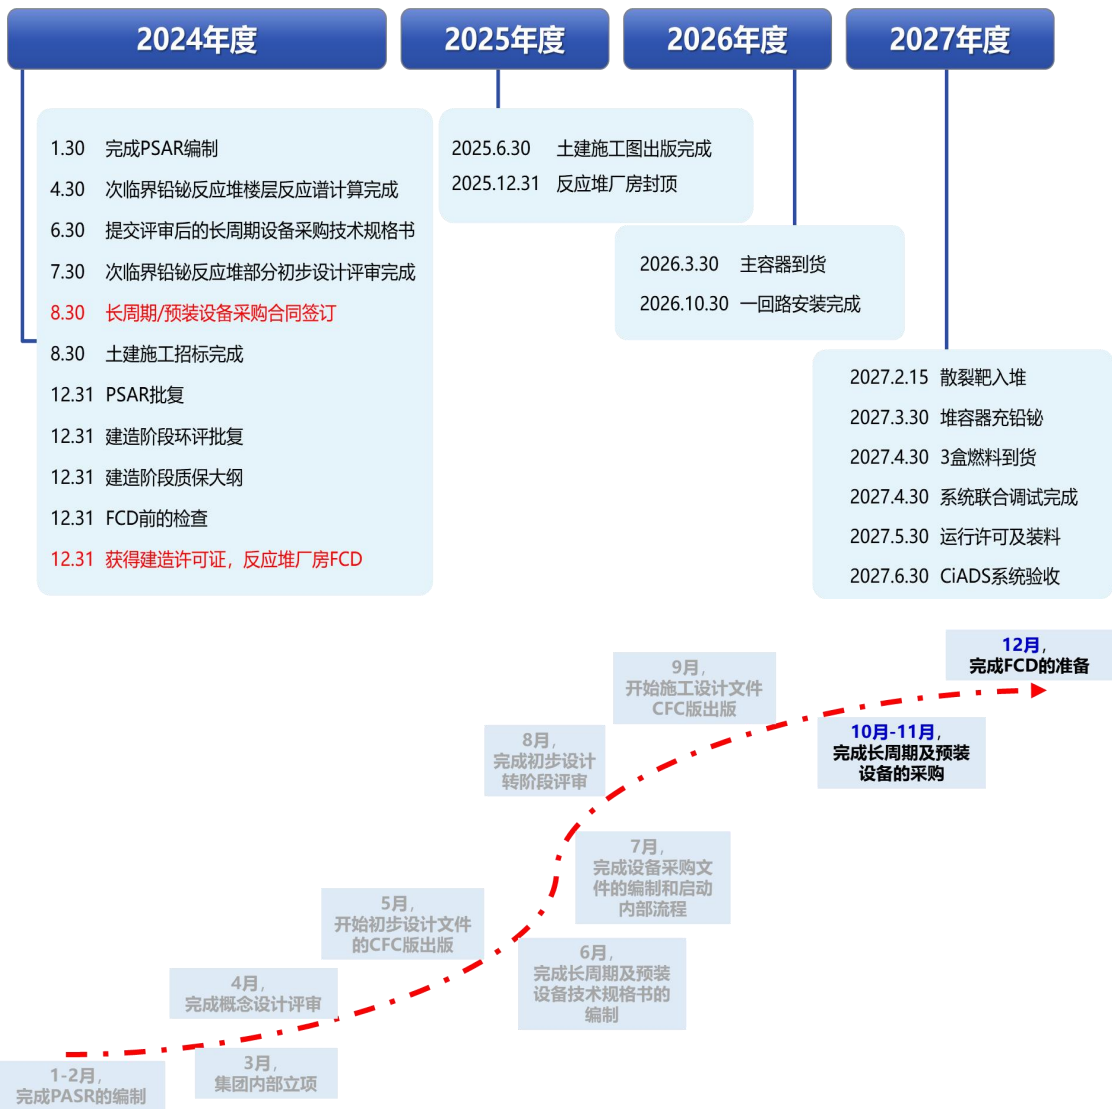 2024年度
2025年度
2026年度
2027年度
1.30 完成PSAR编制
4.30 次临界铅铋反应堆楼层反应谱计算完成
6.30 提交评审后的长周期设备采购技术规格书
7.30 次临界铅铋反应堆部分初步设计评审完成
8.30 长周期/预装设备采购合同签订
8.30 土建施工招标完成
12.31 PSAR批复
12.31 建造阶段环评批复
12.31 建造阶段质保大纲
12.31 FCD前的检查
12.31 获得建造许可证，反应堆厂房FCD
2025.6.30 土建施工图出版完成
2025.12.31 反应堆厂房封顶
2026.3.30 主容器到货
2026.10.30 一回路安装完成
2027.2.15 散裂靶入堆
2027.3.30 堆容器充铅铋
2027.4.30 3盒燃料到货
2027.4.30 系统联合调试完成
2027.5.30 运行许可及装料
2027.6.30 CiADS系统验收
1-2月，
完成PASR的编制
3月，
集团内部立项
4月，
完成概念设计评审
5月，
开始初步设计文件
的CFC版出版
6月，
完成长周期及预装
设备技术规格书的
编制
7月，
完成设备采购文
件的编制和启动
内部流程
8月，
完成初步设计
转阶段评审
9月，
开始施工设计文件
CFC版出版
10月-11月，
完成长周期及预装
设备的采购
12月，
完成FCD的准备